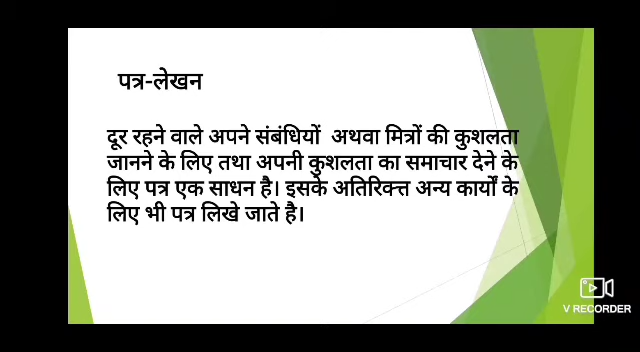 पत्र-लेखन
दूर रहने वाले अपने संबंधियों अथवा मित्रों की कुशलता
जानने के लिए तथा अपनी कुशलता का समाचार देने के
लिए पत्र एक साधन है। इसके अतिरिक्त्त अन्य कार्यों के
लिए भी पत्र लिखे जाते है।
V RECORDER